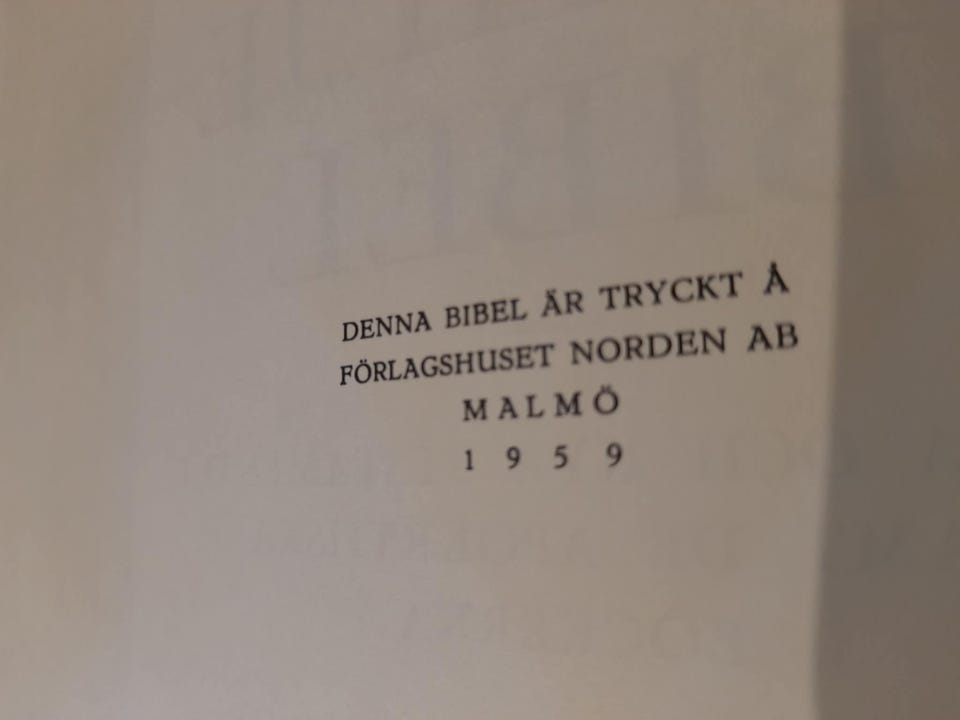 DENNA BIBEL ÄR TRYCKT Å
FÖRLAGSHUSET NORDEN AB
MALMÖ
1959